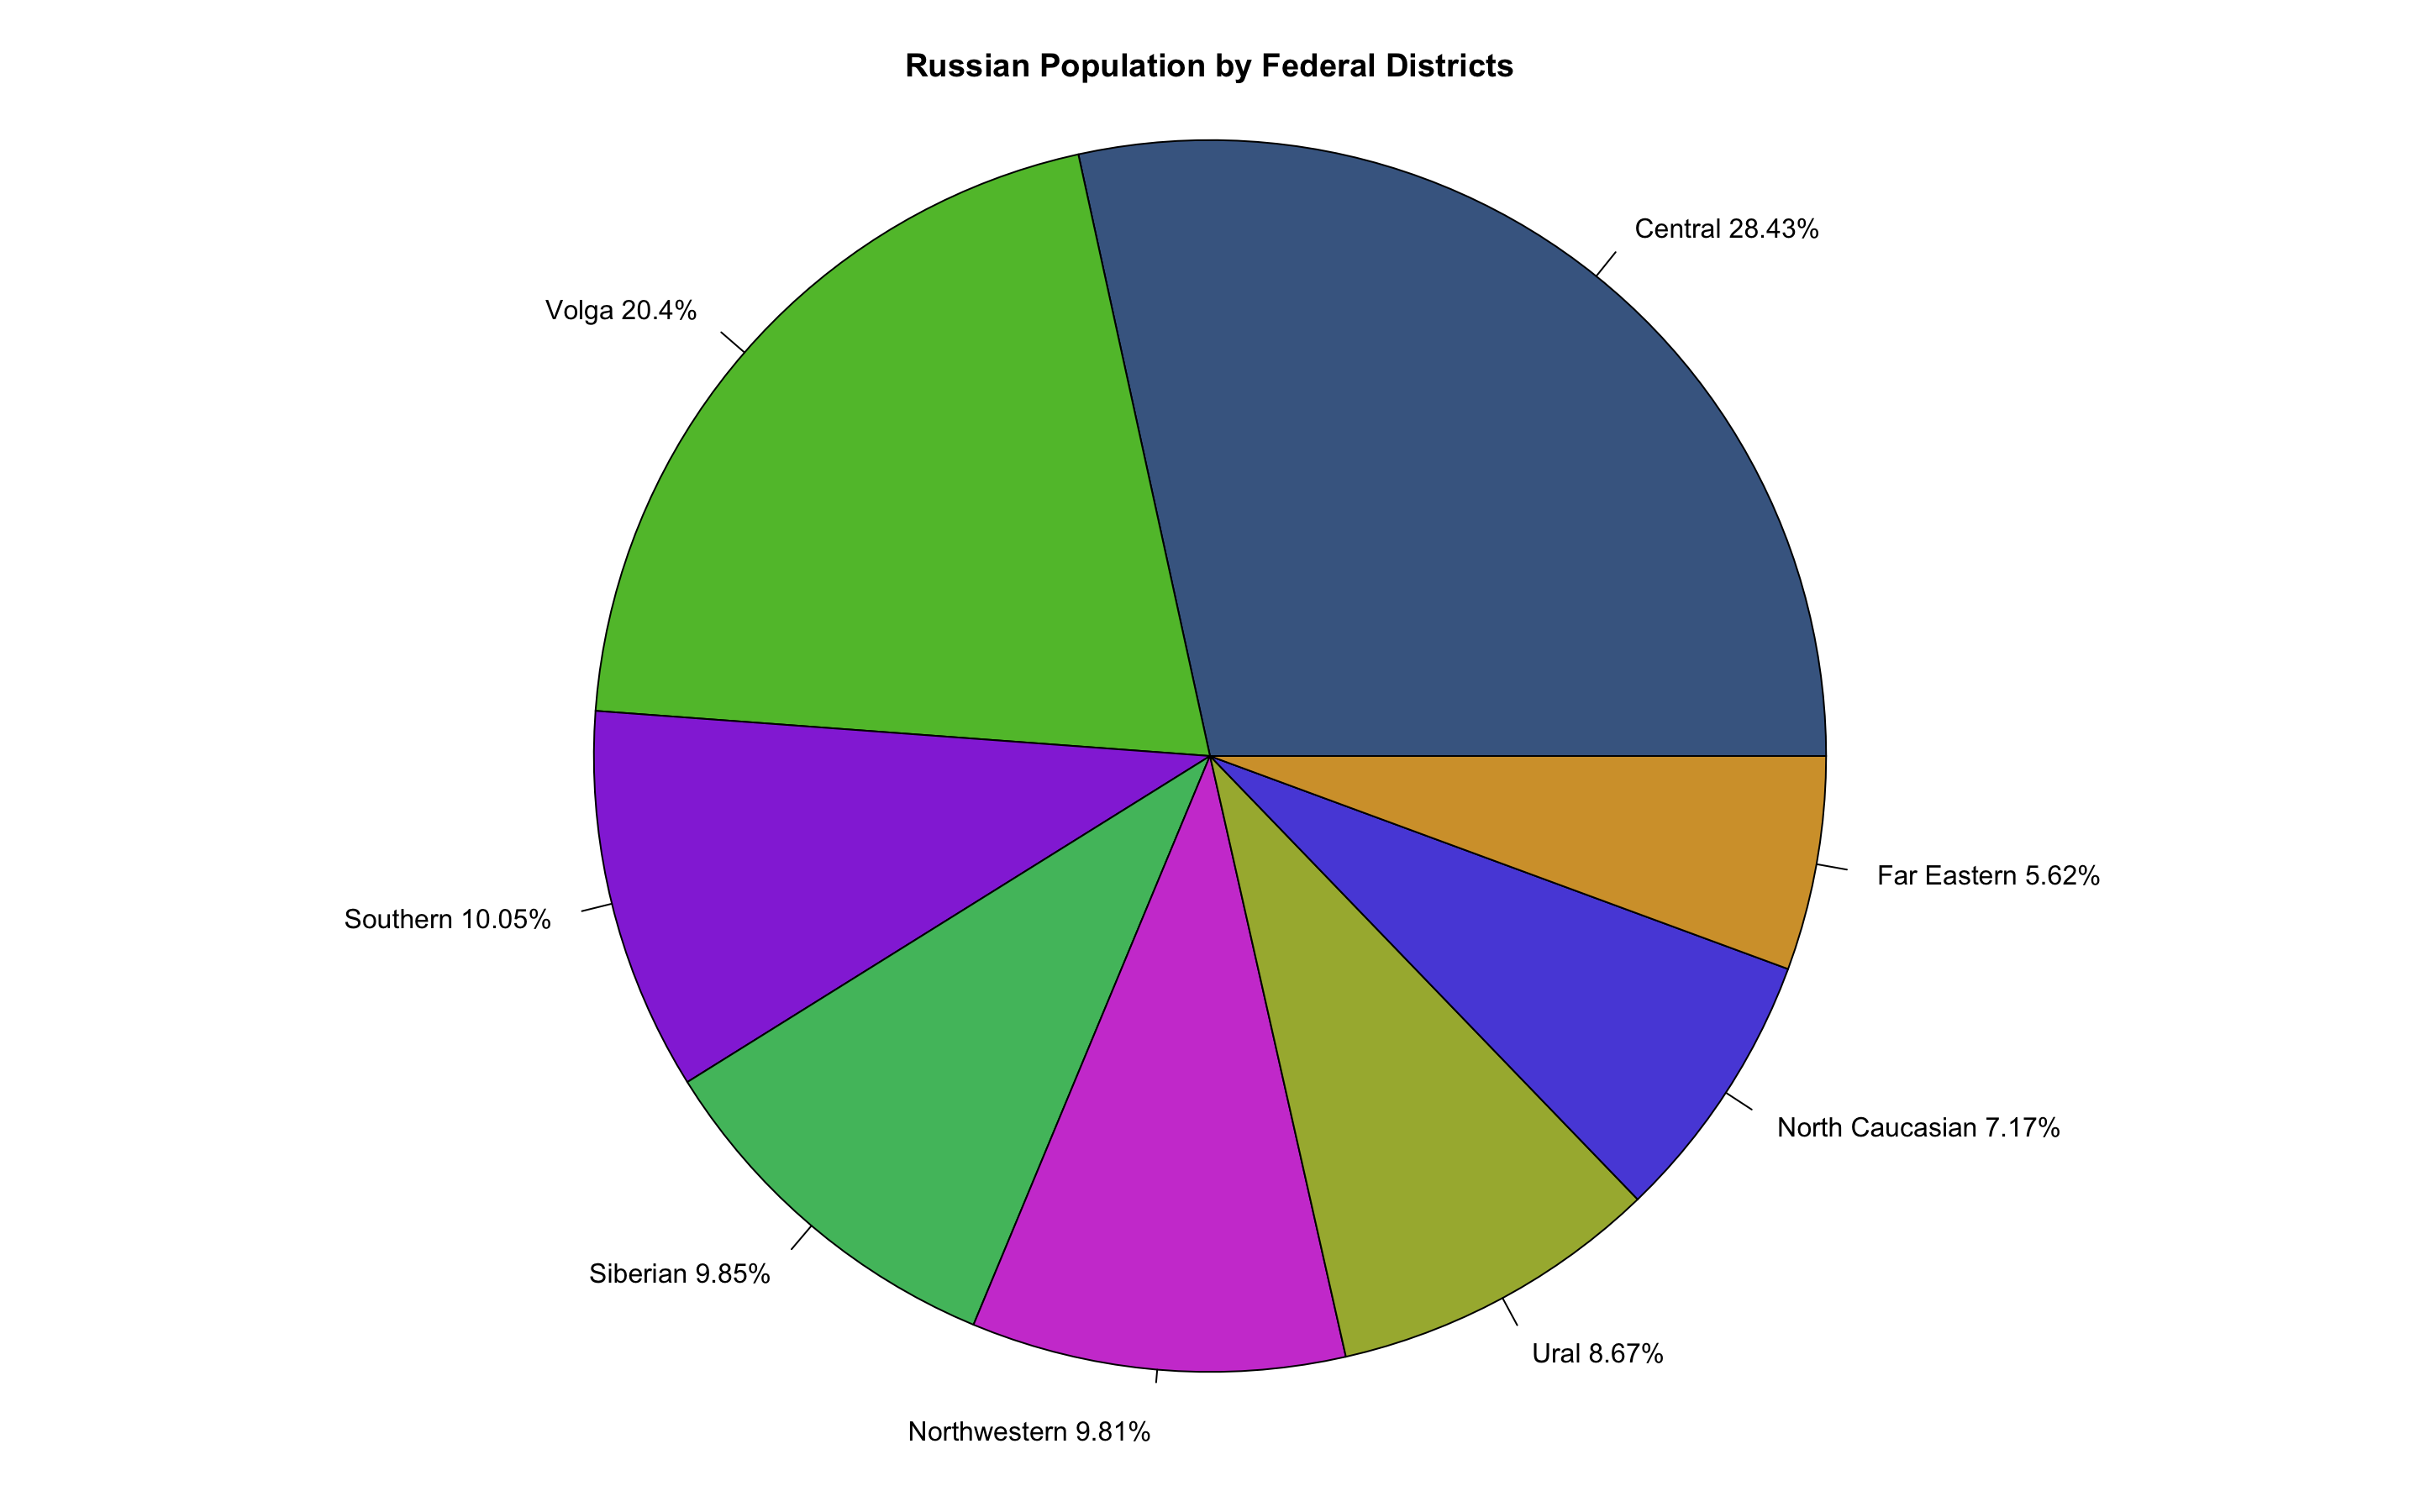 Russian Population by Federal Districts
Central 28.43%
Volga 20.4%
Far Eastern 5.62%
Southern 10.05%
North Caucasian 7.17%
Siberian 9.85%
Ural 8.67%
Northwestern 9.81%